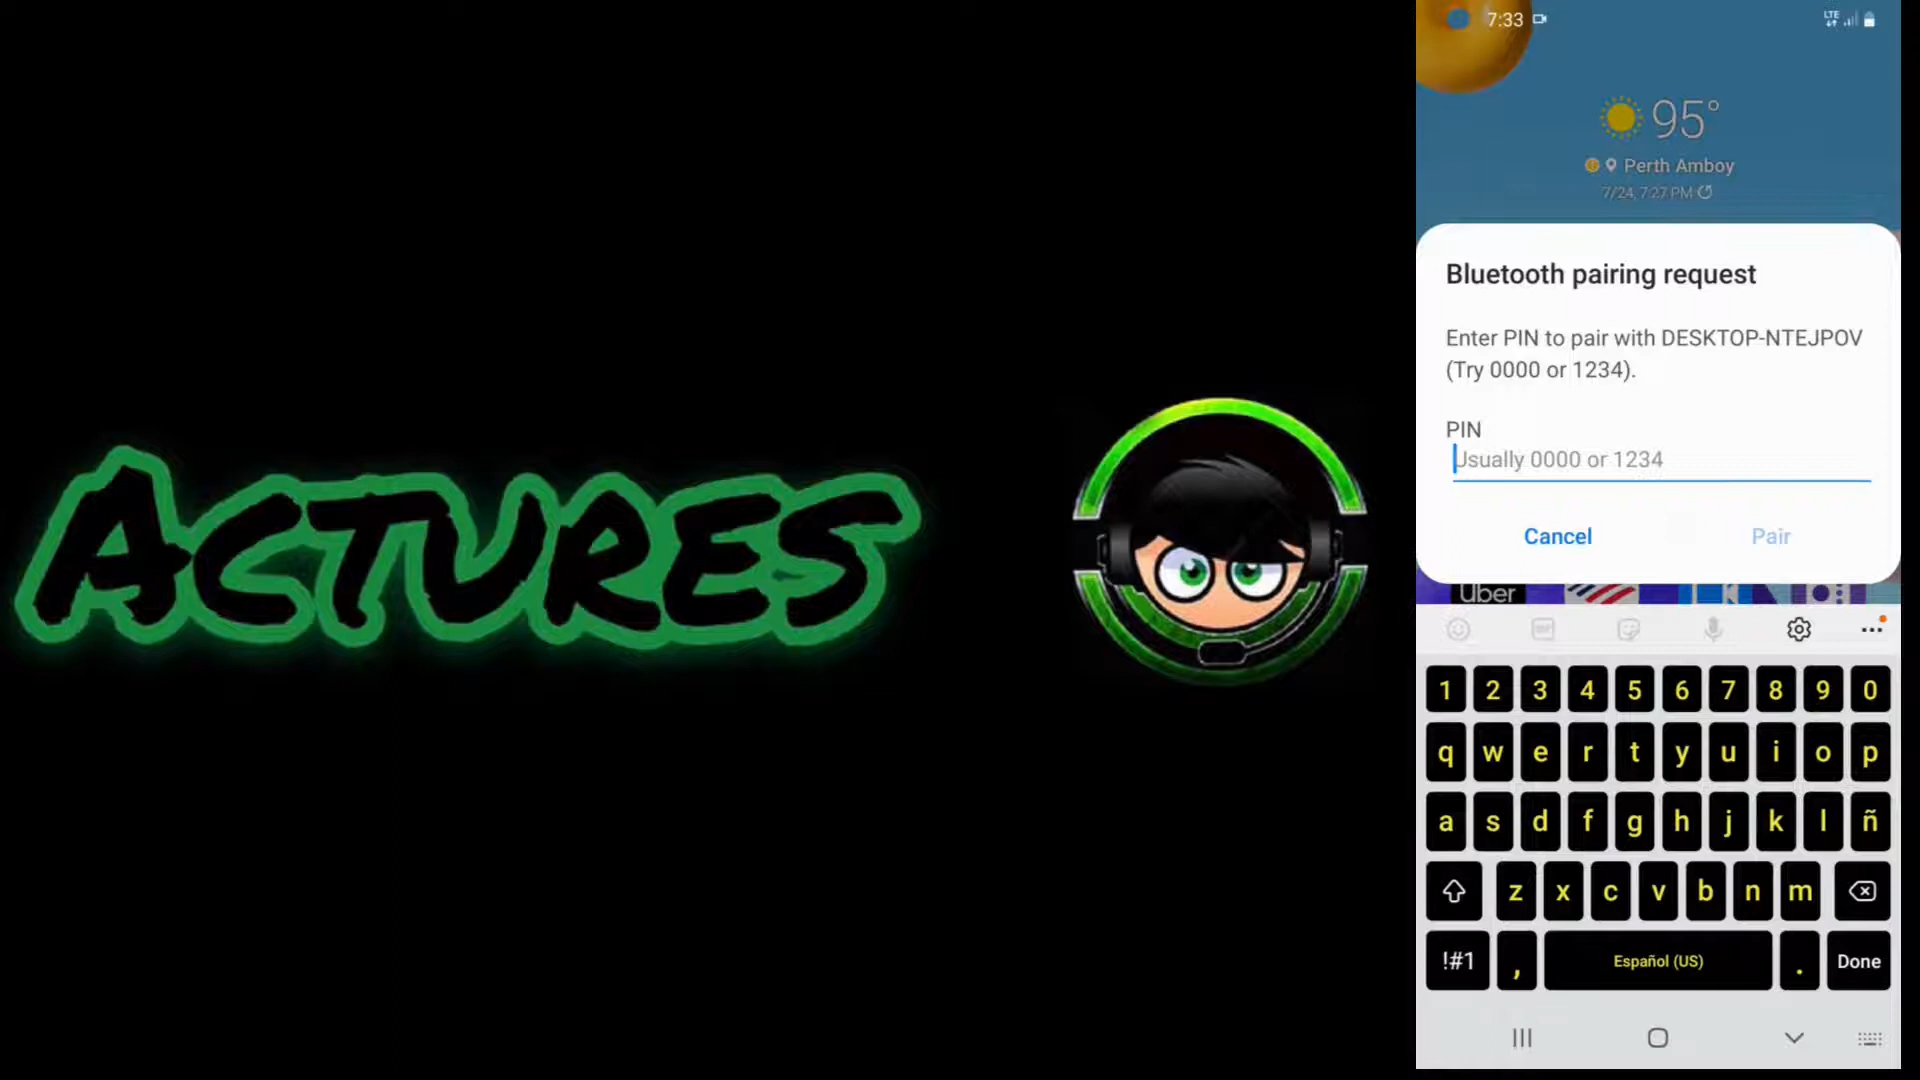 ACTURES
7:33
LTE
95°
Perth Amboy
7/24, 7:27 PM
Bluetooth pairing request
Enter PIN to pair with DESKTOP-NTEJPOV
(Try 0000 or 1234).
PIN
Usually 0000 or 1234
Cancel Pair
Uber
1 2 3 4 5 6 7 8 9 0
q w e r t y u i o p
a s d f g h j k l ñ
z x c v b n m
!#1 , Español (US) . Done